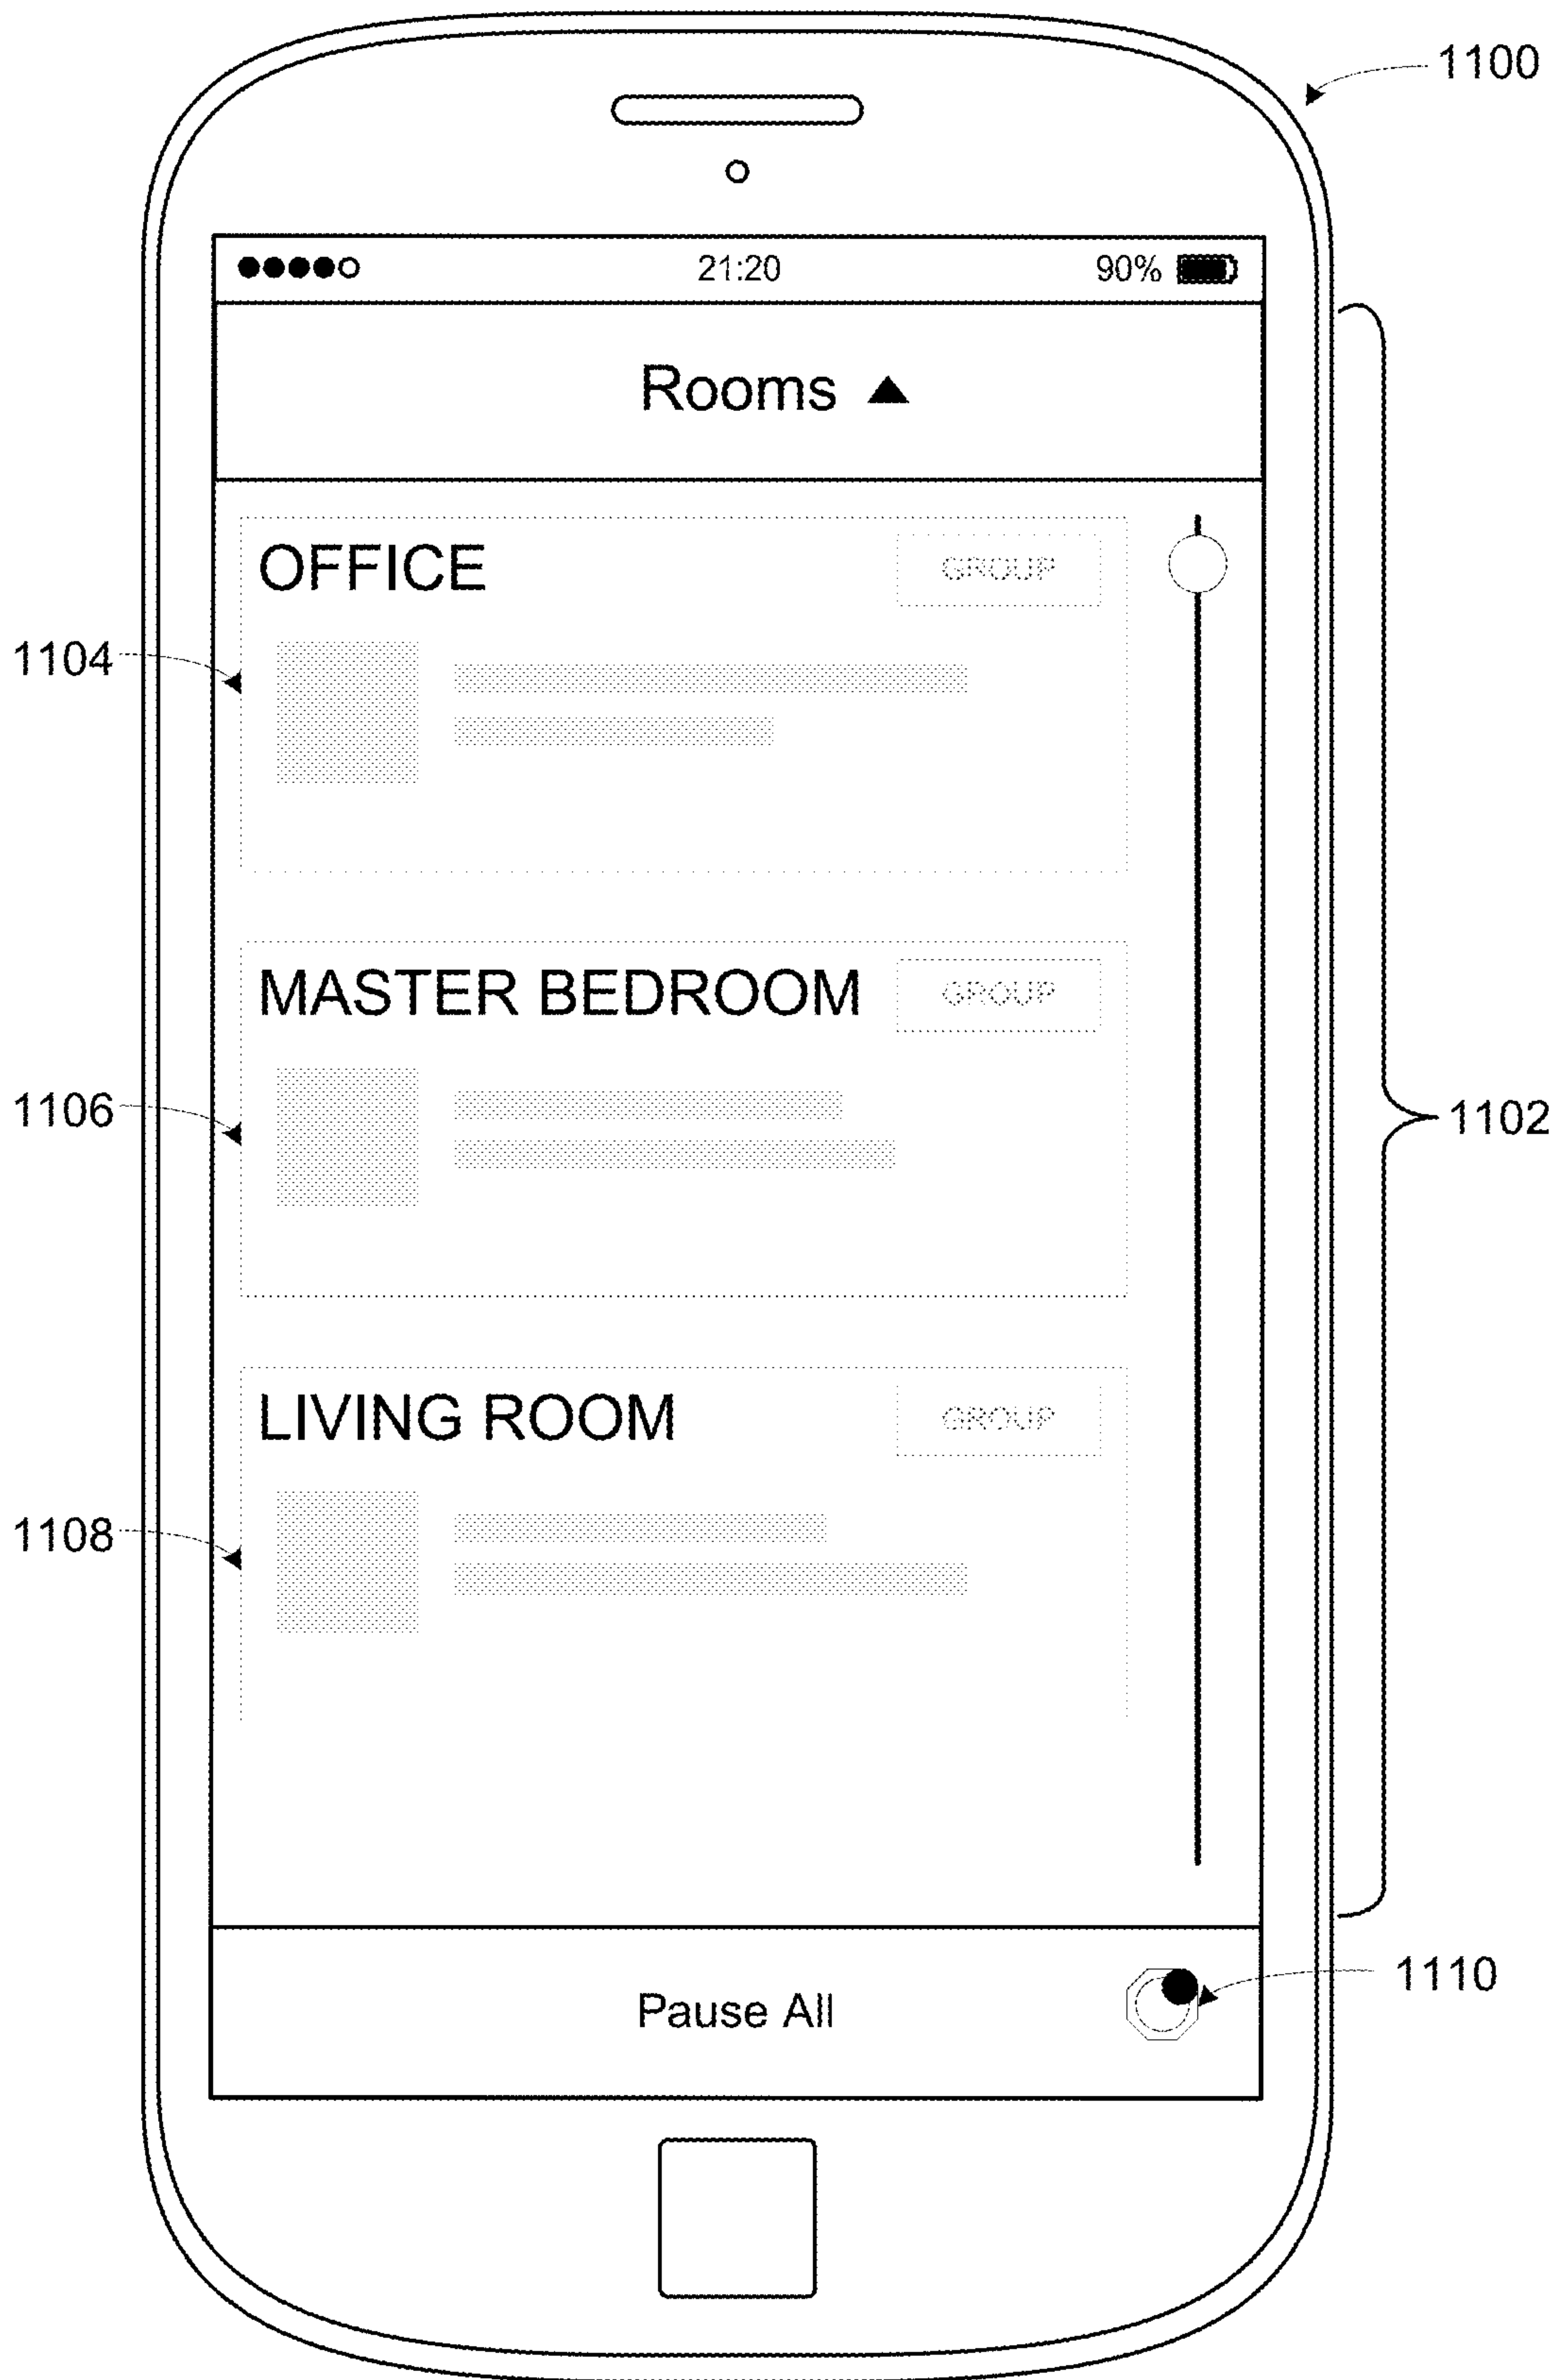 1100
21:20 90%
Rooms
OFFICE GROUP
1104
MASTER BEDROOM GROUP
1106
1102
LIVING ROOM GROUP
1108
1110
Pause All